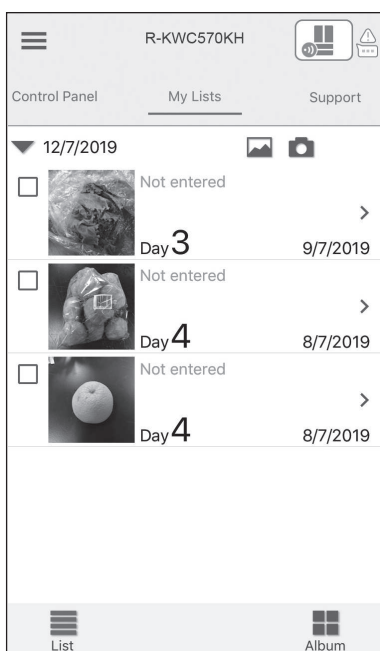 R-KWC570KH
Control Panel My Lists Support
12/7/2019
Not entered
Day 3 9/7/2019
Not entered
Day 4 8/7/2019
Not entered
Day 4 8/7/2019
List Album